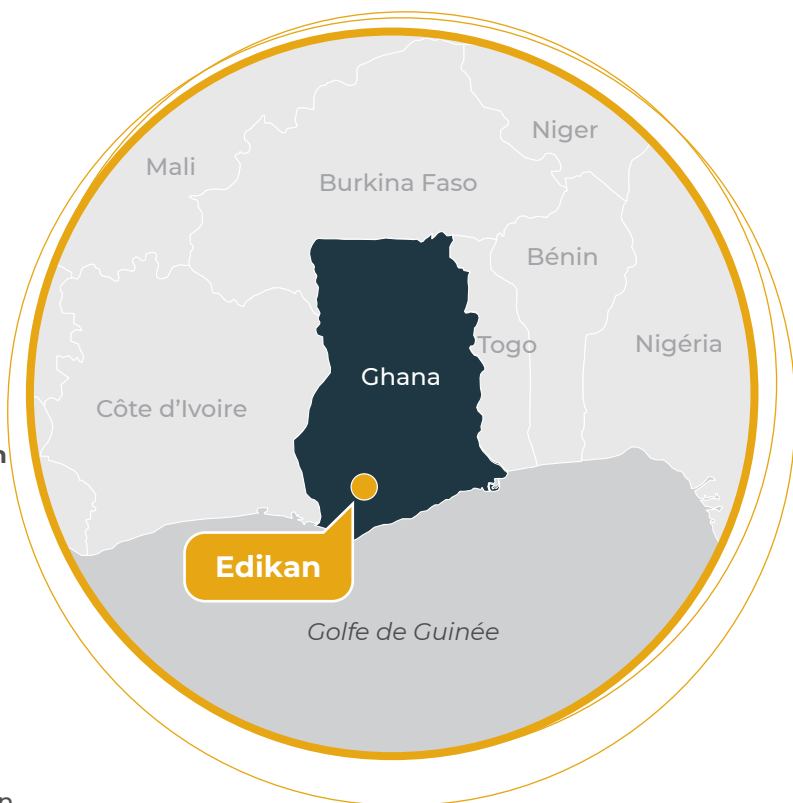 Niger
Mali
Burkina Faso
Bénin
Togo
Nigéria
Ghana
Côte d’Ivoire
Edikan
Golfe de Guinée